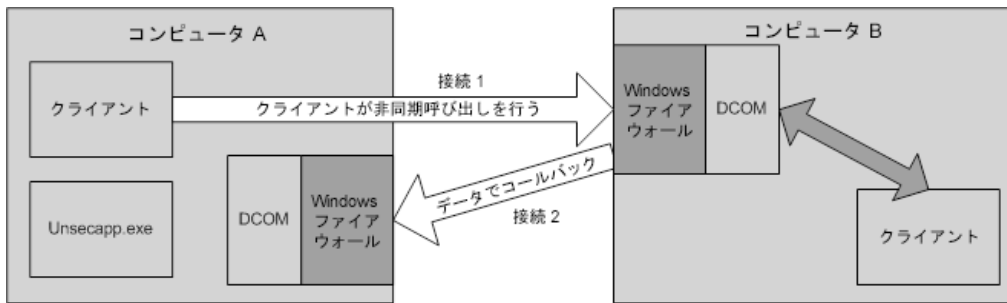 コンピュータ A
クライアント
Unsecapp.exe
DCOM
Windows
ファイア
ウォール
接続 1
クライアントが非同期呼び出しを行う
データでコールバック
接続 2
コンピュータ B
Windows
ファイア
ウォール
DCOM
クライアント